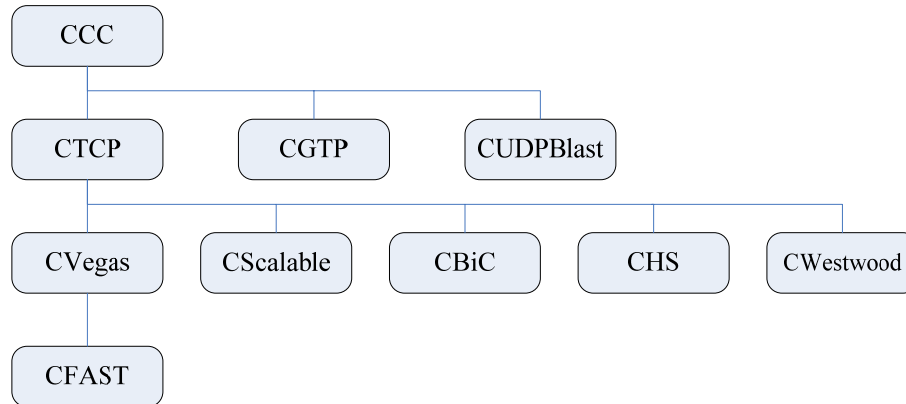 CCC
CTCP
CGTP
CUDPBlast
CVegas
CScalable
CBiC
CHS
CWestwood
CFAST